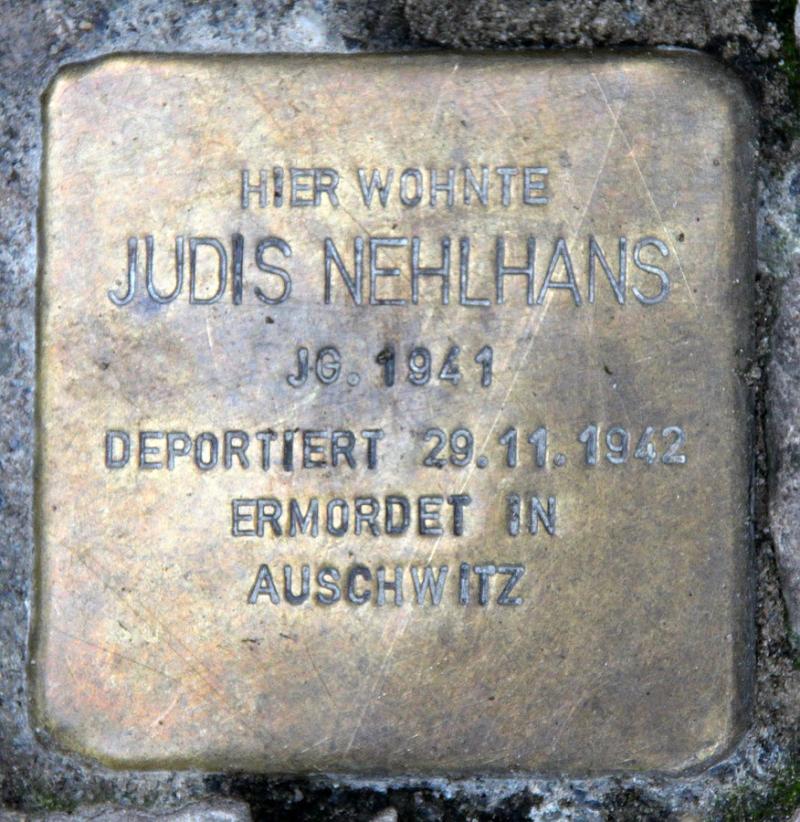 HIER WOHNTE
JUDIS NEHLHANS
JG. 1941
DEPORTIERT 29.11.1942
ERMORDET IN
AUSCHWITZ